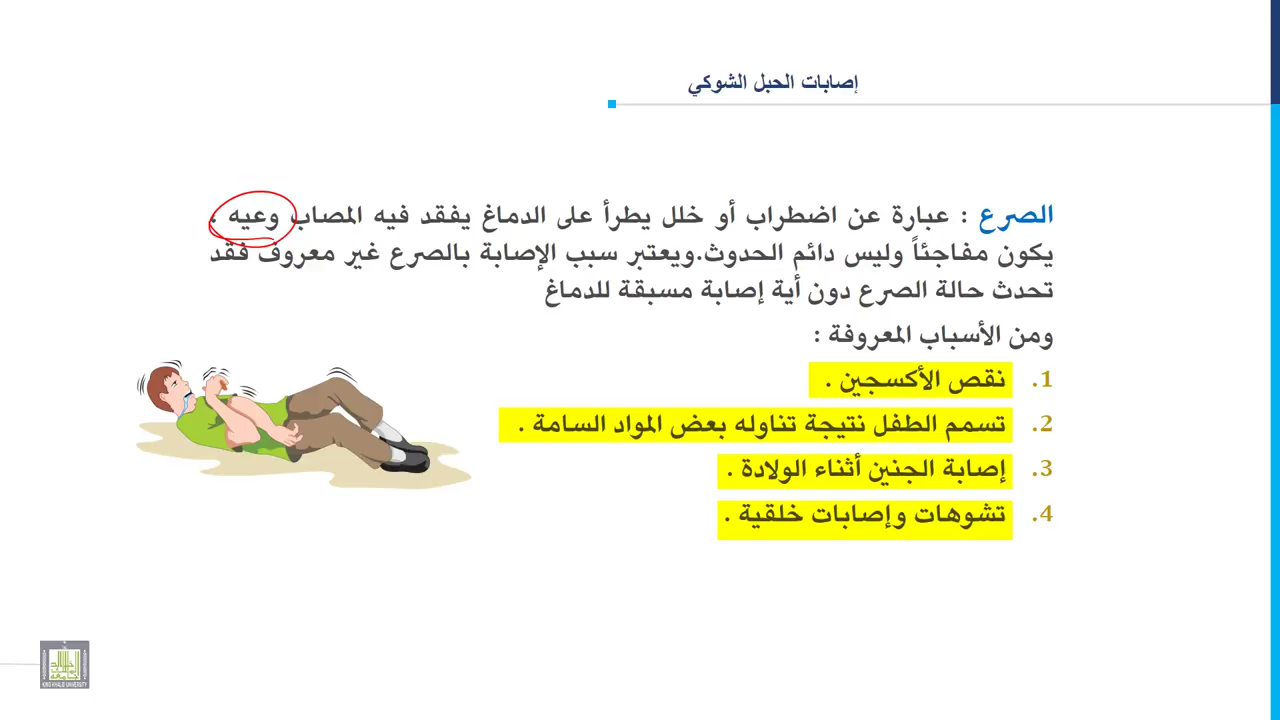 إصابات الحبل الشوكي
الصرع : عبارة عن اضطراب أو خلل يطرأ على الدماغ يفقد فيه المصاب وعيه .
يكون مفاجئاً وليس دائم الحدوث.ويعتبر سبب الإصابة بالصرع غير معروف فقد
تحدث حالة الصرع دون أية إصابة مسبقة للدماغ
ومن الأسباب المعروفة :
1. نقص الأكسجين .
2. تسمم الطفل نتيجة تناوله بعض المواد السامة .
3. إصابة الجنين أثناء الولادة .
4. تشوهات وإصابات خلقية .
KING KHALID UNIVERSITY